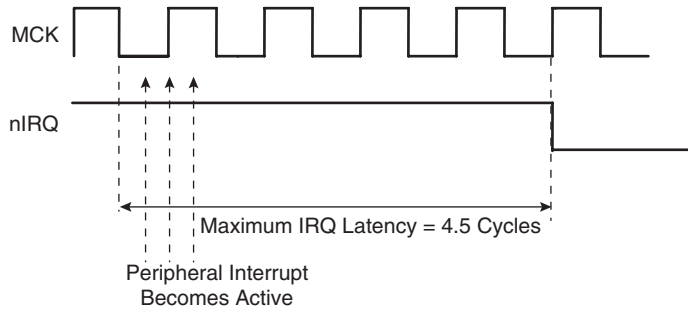 MCK
nIRQ
Maximum IRQ Latency = 4.5 Cycles
Peripheral Interrupt
Becomes Active